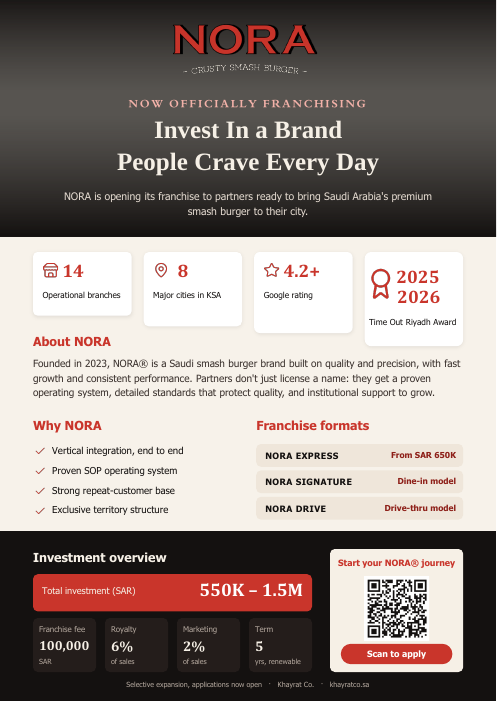 NORA
~ CRUSTY SMASH BURGER ~
NOW OFFICIALLY FRANCHISING
Invest In a Brand
People Crave Every Day
NORA is opening its franchise to partners ready to bring Saudi Arabia's premium
smash burger to their city.
14
Operational branches
8
Major cities in KSA
4.2+
Google rating
2025
2026
Time Out Riyadh Award
About NORA
Founded in 2023, NORA® is a Saudi smash burger brand built on quality and precision, with fast
growth and consistent performance. Partners don't just license a name: they get a proven
operating system, detailed standards that protect quality, and institutional support to grow.
Why NORA
✓ Vertical integration, end to end
✓ Proven SOP operating system
✓ Strong repeat-customer base
✓ Exclusive territory structure
Franchise formats
NORA EXPRESS From SAR 650K
NORA SIGNATURE Dine-in model
NORA DRIVE Drive-thru model
Investment overview
Total investment (SAR) 550K – 1.5M
Franchise fee
100,000
SAR
Royalty
6%
of sales
Marketing
2%
of sales
Term
5
yrs, renewable
Start your NORA® journey
Scan to apply
Selective expansion, applications now open · Khayrat Co. · khayratco.sa